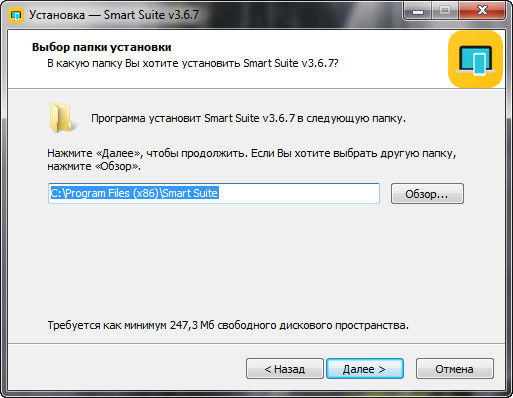 Установка — Smart Suite v3.6.7
Выбор папки установки
В какую папку Вы хотите установить Smart Suite v3.6.7?
Программа установит Smart Suite v3.6.7 в следующую папку.
Нажмите «Далее», чтобы продолжить. Если Вы хотите выбрать другую папку,
нажмите «Обзор».
C:\Program Files (x86)\Smart Suite
Обзор...
Требуется как минимум 247,3 Мб свободного дискового пространства.
< Назад
Далее >
Отмена